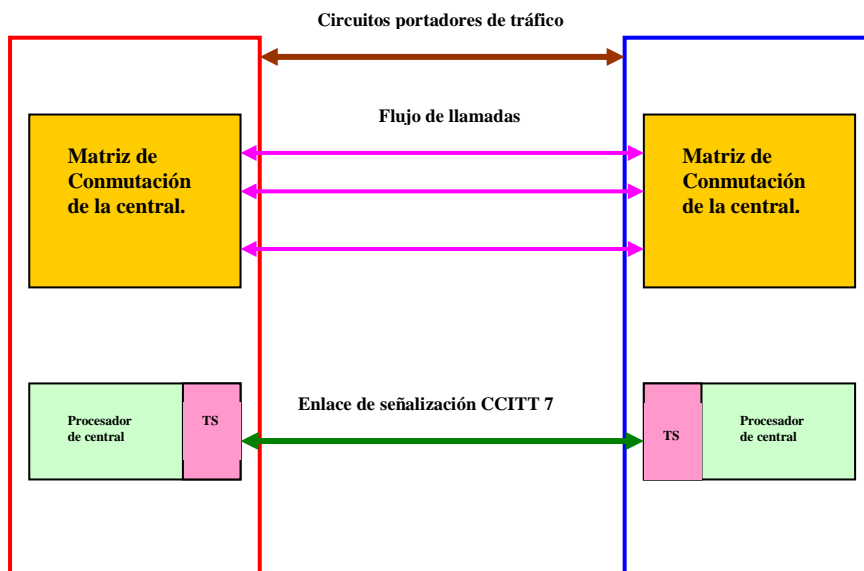 Circuitos portadores de tráfico
Flujo de llamadas
Matriz de
Conmutación
de la central.
Matriz de
Conmutación
de la central.
Enlace de señalización CCITT 7
Procesador
de central
TS
TS
Procesador
de central